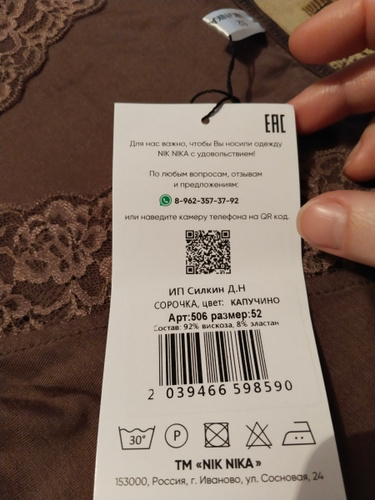 EAC
Для нас важно, чтобы Вы носили одежду
NIK NIKA с удовольствием!
По любым вопросам, отзывам
и предложениям:
8-962-357-37-92
или наведите камеру телефона на QR код.
ИП Силкин Д.Н
СОРОЧКА, цвет: КАПУЧИНО
Арт:506 размер:52
Состав: 92% вискоза, 8% эластан
2 039466 598590
30°
P
ТМ «NIK NIKA»
153000, Россия, г. Иваново, ул. Сосновая, 24